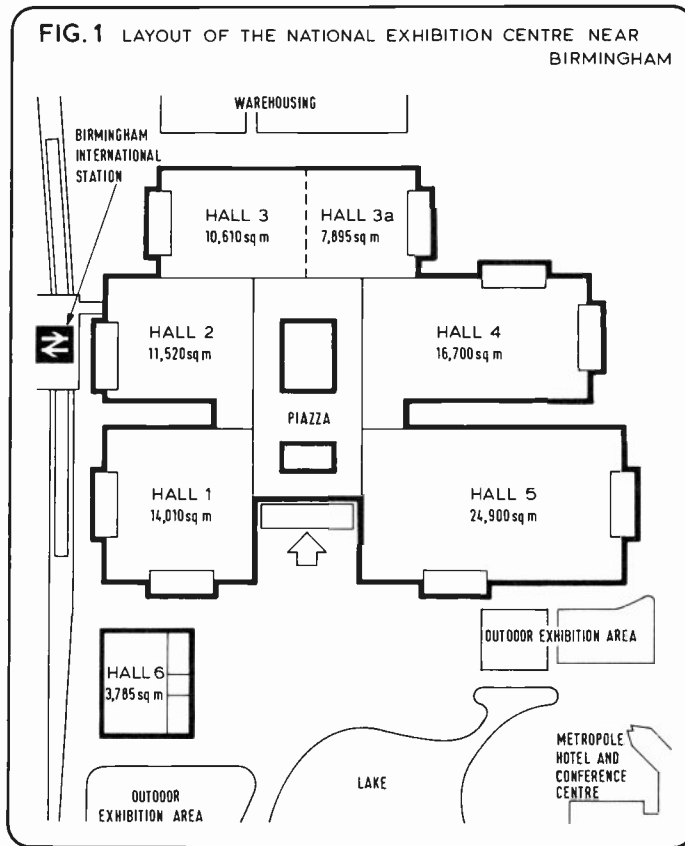 FIG. 1 LAYOUT OF THE NATIONAL EXHIBITION CENTRE NEAR
BIRMINGHAM
WAREHOUSING
BIRMINGHAM
INTERNATIONAL
STATION
HALL 3
10,610 sq m
HALL 3a
7,895 sq m
HALL 2
11,520 sq m
HALL 4
16,700 sq m
PIAZZA
HALL 1
14,010 sq m
HALL 5
24,900 sq m
OUTDOOR EXHIBITION AREA
HALL 6
3,785 sq m
METROPOLE
HOTEL AND
CONFERENCE
CENTRE
LAKE
OUTDOOR
EXHIBITION AREA